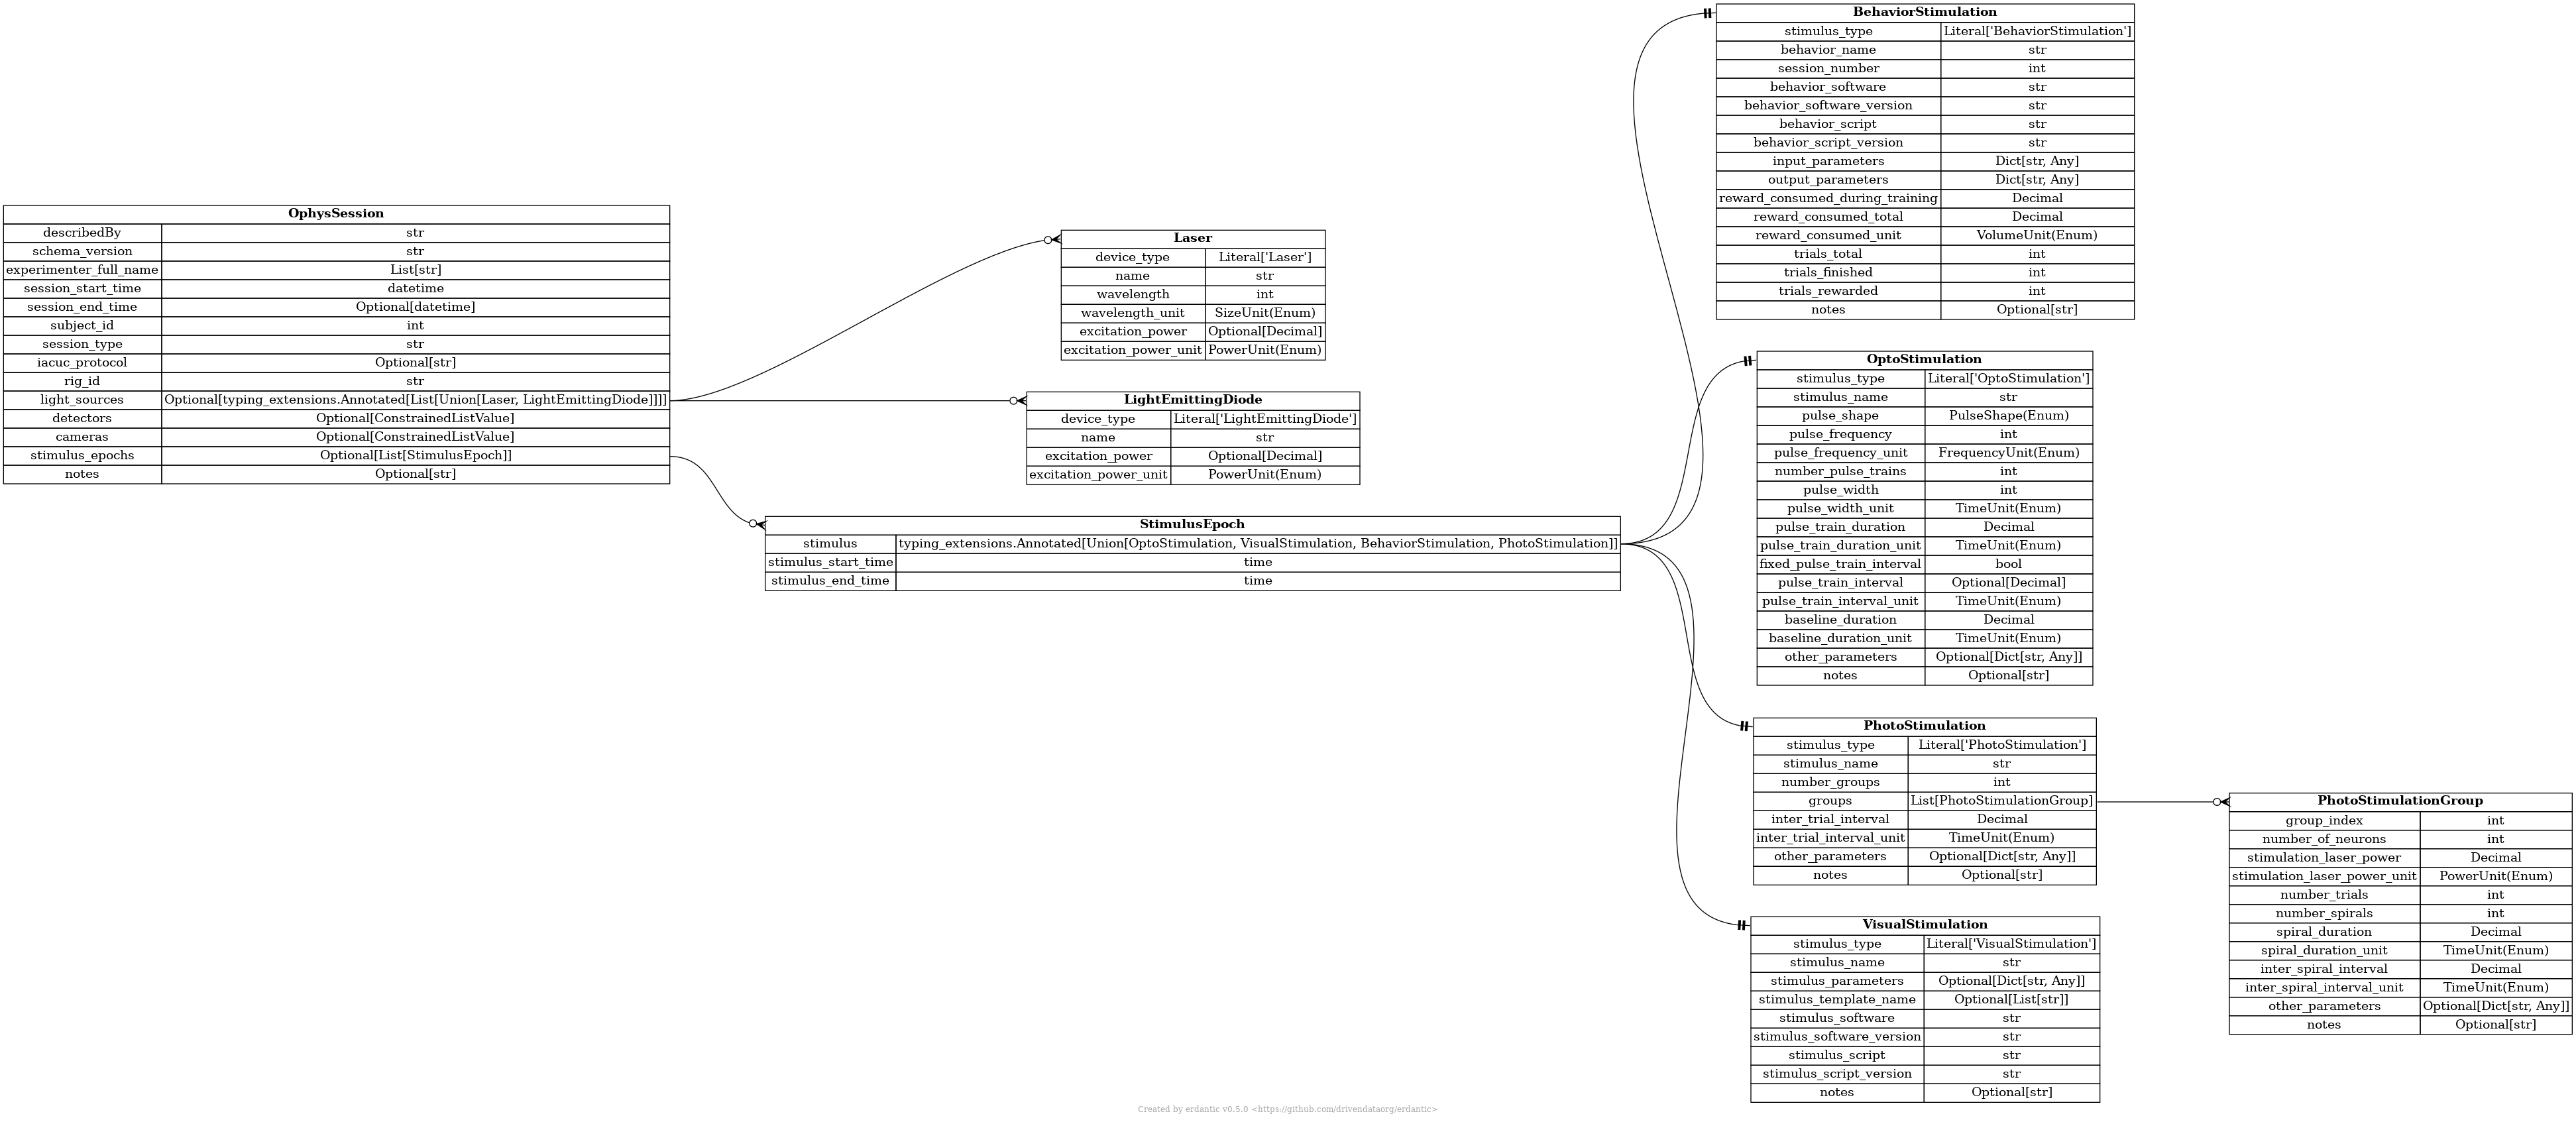 OphysSession
describedBy str
schema_version str
experimenter_full_name List[str]
session_start_time datetime
session_end_time Optional[datetime]
subject_id int
session_type str
iacuc_protocol Optional[str]
rig_id str
light_sources Optional[typing_extensions.Annotated[List[Union[Laser, LightEmittingDiode]]]]
detectors Optional[ConstrainedListValue]
cameras Optional[ConstrainedListValue]
stimulus_epochs Optional[List[StimulusEpoch]]
notes Optional[str]
Laser
device_type Literal['Laser']
name str
wavelength int
wavelength_unit SizeUnit(Enum)
excitation_power Optional[Decimal]
excitation_power_unit PowerUnit(Enum)
LightEmittingDiode
device_type Literal['LightEmittingDiode']
name str
excitation_power Optional[Decimal]
excitation_power_unit PowerUnit(Enum)
StimulusEpoch
stimulus typing_extensions.Annotated[Union[OptoStimulation, VisualStimulation, BehaviorStimulation, PhotoStimulation]]
stimulus_start_time time
stimulus_end_time time
BehaviorStimulation
stimulus_type Literal['BehaviorStimulation']
behavior_name str
session_number int
behavior_software str
behavior_software_version str
behavior_script str
behavior_script_version str
input_parameters Dict[str, Any]
output_parameters Dict[str, Any]
reward_consumed_during_training Decimal
reward_consumed_total Decimal
reward_consumed_unit VolumeUnit(Enum)
trials_total int
trials_finished int
trials_rewarded int
notes Optional[str]
OptoStimulation
stimulus_type Literal['OptoStimulation']
stimulus_name str
pulse_shape PulseShape(Enum)
pulse_frequency int
pulse_frequency_unit FrequencyUnit(Enum)
number_pulse_trains int
pulse_width int
pulse_width_unit TimeUnit(Enum)
pulse_train_duration Decimal
pulse_train_duration_unit TimeUnit(Enum)
fixed_pulse_train_interval bool
pulse_train_interval Optional[Decimal]
pulse_train_interval_unit TimeUnit(Enum)
baseline_duration Decimal
baseline_duration_unit TimeUnit(Enum)
other_parameters Optional[Dict[str, Any]]
notes Optional[str]
PhotoStimulation
stimulus_type Literal['PhotoStimulation']
stimulus_name str
number_groups int
groups List[PhotoStimulationGroup]
inter_trial_interval Decimal
inter_trial_interval_unit TimeUnit(Enum)
other_parameters Optional[Dict[str, Any]]
notes Optional[str]
VisualStimulation
stimulus_type Literal['VisualStimulation']
stimulus_name str
stimulus_parameters Optional[Dict[str, Any]]
stimulus_template_name Optional[List[str]]
stimulus_software str
stimulus_software_version str
stimulus_script str
stimulus_script_version str
notes Optional[str]
PhotoStimulationGroup
group_index int
number_of_neurons int
stimulation_laser_power Decimal
stimulation_laser_power_unit PowerUnit(Enum)
number_trials int
number_spirals int
spiral_duration Decimal
spiral_duration_unit TimeUnit(Enum)
inter_spiral_interval Decimal
inter_spiral_interval_unit TimeUnit(Enum)
other_parameters Optional[Dict[str, Any]]
notes Optional[str]
Created by erdantic v0.5.0 <https://github.com/drivendataorg/erdantic>